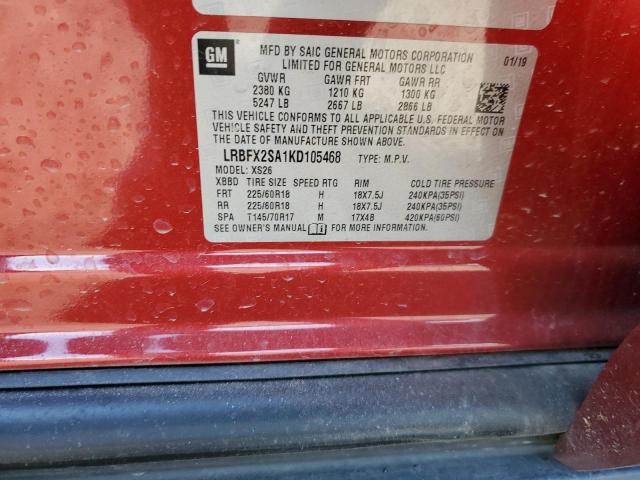 GM
MFD BY SAIC GENERAL MOTORS CORPORATION
LIMITED FOR GENERAL MOTORS LLC
01/19
GVWR GAWR FRT GAWR RR
2380 KG 1210 KG 1300 KG
5247 LB 2667 LB 2866 LB
THIS VEHICLE CONFORMS TO ALL APPLICABLE U.S. FEDERAL MOTOR
VEHICLE SAFETY AND THEFT PREVENTION STANDARDS IN EFFECT ON
THE DATE OF MANUFACTURE SHOWN ABOVE.
LRBFX2SA1KD105468 TYPE: M.P.V.
MODEL: XS26
XBBD TIRE SIZE SPEED RTG RIM COLD TIRE PRESSURE
FRT 225/60R18 H 18X7.5J 240KPA(35PSI)
RR 225/60R18 H 18X7.5J 240KPA(35PSI)
SPA T145/70R17 M 17X4B 420KPA(60PSI)
SEE OWNER'S MANUAL FOR MORE INFORMATION.